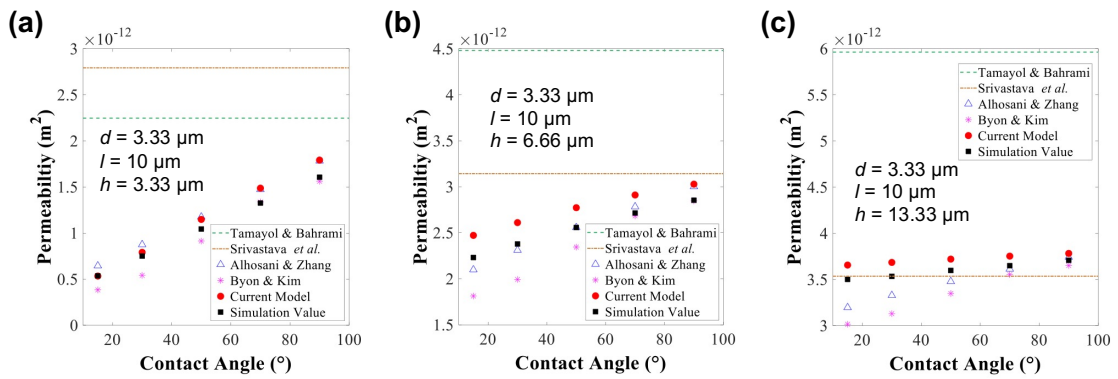 (a)
×10⁻¹²
3
2.5
2
1.5
1
0.5
0
Permeabiltiy (m²)
d = 3.33 µm
l = 10 µm
h = 3.33 µm
Tamayol & Bahrami
Srivastava et al.
Alhosani & Zhang
Byon & Kim
Current Model
Simulation Value
20 40 60 80 100
Contact Angle (°)
(b)
×10⁻¹²
4.5
4
3.5
3
2.5
2
1.5
Permeability (m²)
d = 3.33 µm
l = 10 µm
h = 6.66 µm
Tamayol & Bahrami
Srivastava et al.
Alhosani & Zhang
Byon & Kim
Current Model
Simulation Value
20 40 60 80 100
Contact Angle (°)
(c)
×10⁻¹²
6
5.5
5
4.5
4
3.5
3
Permeability (m²)
Tamayol & Bahrami
Srivastava et al.
Alhosani & Zhang
Byon & Kim
Current Model
Simulation Value
d = 3.33 µm
l = 10 µm
h = 13.33 µm
20 40 60 80 100
Contact Angle (°)